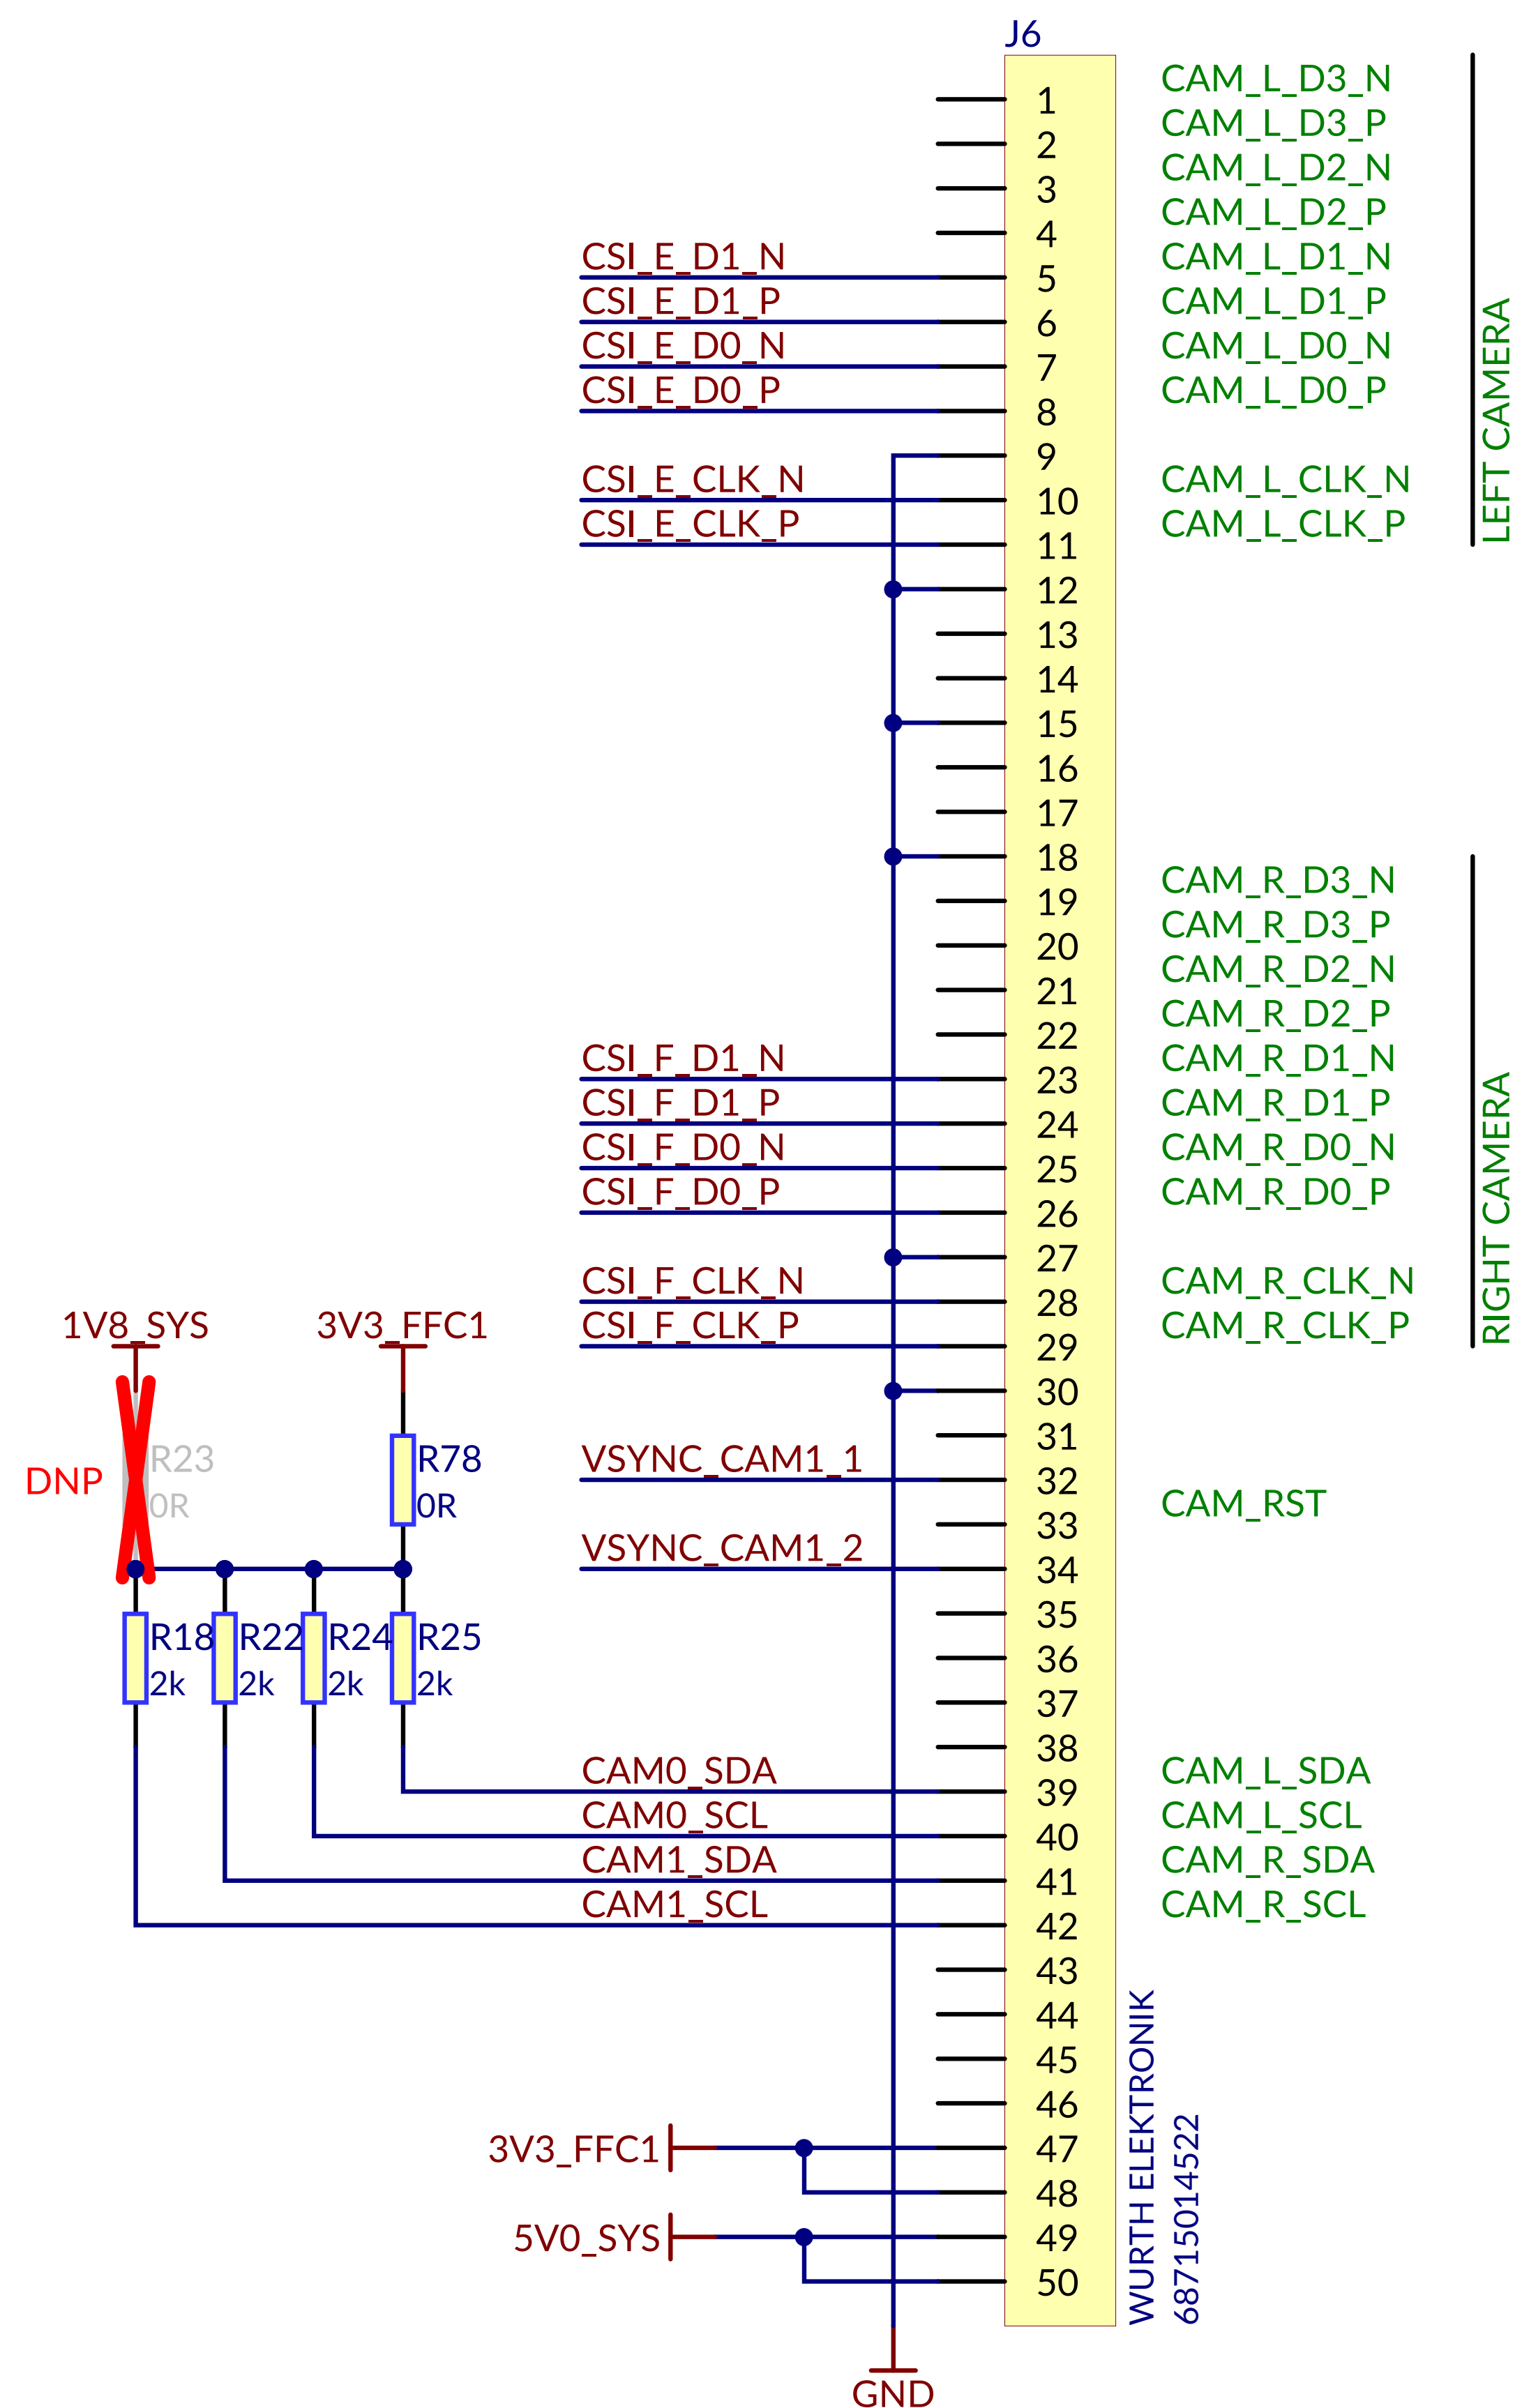 J6
1 CAM_L_D3_N
2 CAM_L_D3_P
3 CAM_L_D2_N
4 CAM_L_D2_P
CSI_E_D1_N 5 CAM_L_D1_N
CSI_E_D1_P 6 CAM_L_D1_P
CSI_E_D0_N 7 CAM_L_D0_N
CSI_E_D0_P 8 CAM_L_D0_P
9
CSI_E_CLK_N 10 CAM_L_CLK_N
CSI_E_CLK_P 11 CAM_L_CLK_P
LEFT CAMERA
12
13
14
15
16
17
18
19 CAM_R_D3_N
20 CAM_R_D3_P
21 CAM_R_D2_N
22 CAM_R_D2_P
CSI_F_D1_N 23 CAM_R_D1_N
CSI_F_D1_P 24 CAM_R_D1_P
CSI_F_D0_N 25 CAM_R_D0_N
CSI_F_D0_P 26 CAM_R_D0_P
27
CSI_F_CLK_N 28 CAM_R_CLK_N
CSI_F_CLK_P 29 CAM_R_CLK_P
RIGHT CAMERA
1V8_SYS 3V3_FFC1
30
31
R23 R78
VSYNC_CAM1_1 32
DNP
0R 0R
33 CAM_RST
VSYNC_CAM1_2 34
35
R18 R22 R24 R25
2k 2k 2k 2k
36
37
38
CAM0_SDA 39 CAM_L_SDA
CAM0_SCL 40 CAM_L_SCL
CAM1_SDA 41 CAM_R_SDA
CAM1_SCL 42 CAM_R_SCL
43
44
45
46
3V3_FFC1 47
48
5V0_SYS 49
50
WURTH ELEKTRONIK
68715014522
GND